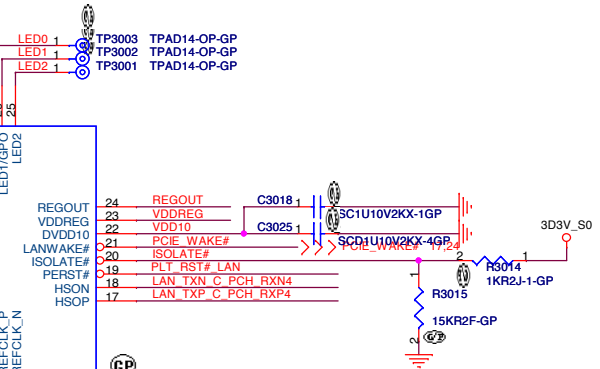 LED0 1 TP3003 TPAD14-OP-GP
LED1 1 TP3002 TPAD14-OP-GP
LED2 1 TP3001 TPAD14-OP-GP
25
LED1/GPO
LED2
REGOUT 24 REGOUT
VDDREG 23 VDDREG
DVDD10 22 VDD10
LANWAKE# 21 PCIE_WAKE#
ISOLATE# 20 ISOLATE#
PERST# 19 PLT_RST#_LAN
HSON 18 LAN_TXN_C_PCH_RXN4
HSOP 17 LAN_TXP_C_PCH_RXP4
C3018 1 SC1U10V2KX-1GP
C3025 1 SCD1U10V2KX-4GP
PCIE_WAKE# 17,24
3D3V_S0
2 R3014 1
1KR2J-1-GP
1
R3015
15KR2F-GP
2
REFCLK_P
REFCLK_N
GP